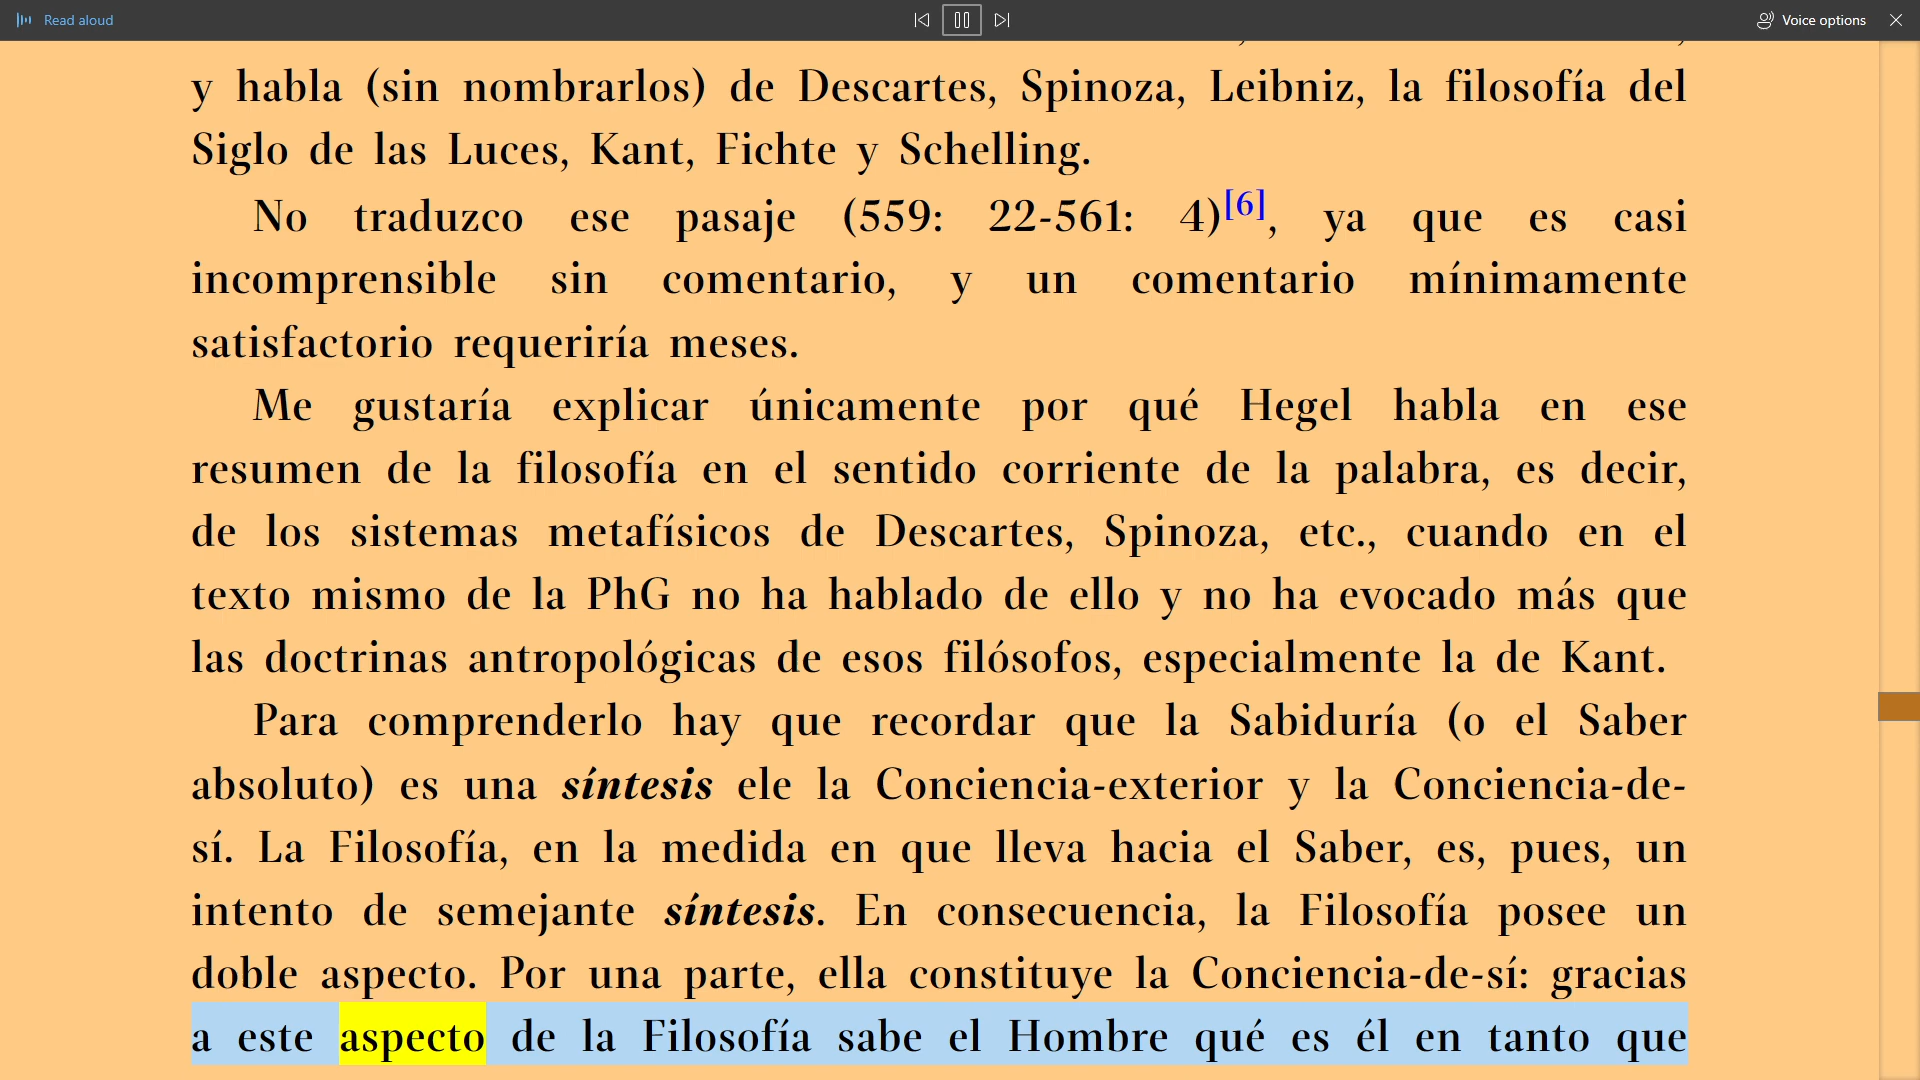 Read aloud
Voice options
y habla (sin nombrarlos) de Descartes, Spinoza, Leibniz, la filosofía del
Siglo de las Luces, Kant, Fichte y Schelling.
No traduzco ese pasaje (559: 22-561: 4)[6], ya que es casi
incomprensible sin comentario, y un comentario mínimamente
satisfactorio requeriría meses.
Me gustaría explicar únicamente por qué Hegel habla en ese
resumen de la filosofía en el sentido corriente de la palabra, es decir,
de los sistemas metafísicos de Descartes, Spinoza, etc., cuando en el
texto mismo de la PhG no ha hablado de ello y no ha evocado más que
las doctrinas antropológicas de esos filósofos, especialmente la de Kant.
Para comprenderlo hay que recordar que la Sabiduría (o el Saber
absoluto) es una síntesis ele la Conciencia-exterior y la Conciencia-de-
sí. La Filosofía, en la medida en que lleva hacia el Saber, es, pues, un
intento de semejante síntesis. En consecuencia, la Filosofía posee un
doble aspecto. Por una parte, ella constituye la Conciencia-de-sí: gracias
a este aspecto de la Filosofía sabe el Hombre qué es él en tanto que